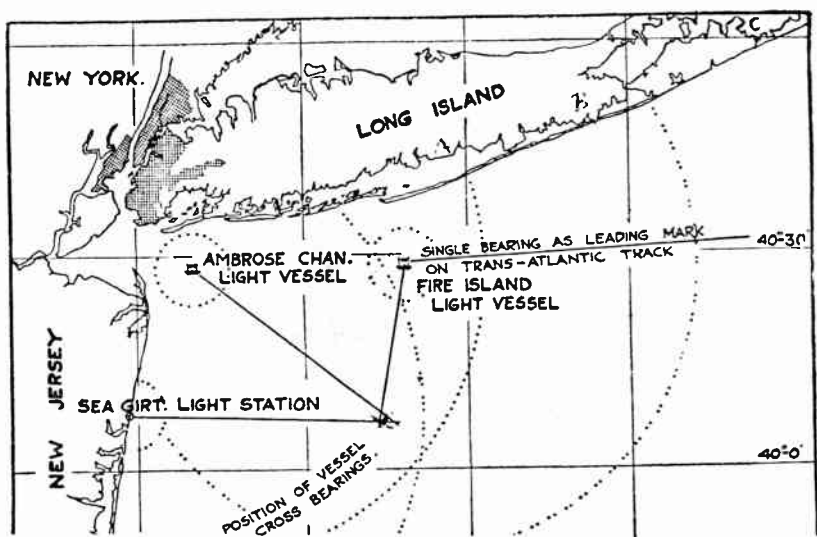 C
NEW YORK.
LONG ISLAND
SINGLE BEARING AS LEADING MARK
ON TRANS-ATLANTIC TRACK
40-30
AMBROSE CHAN.
LIGHT VESSEL.
FIRE ISLAND
LIGHT VESSEL
NEW JERSEY
SEA GIRT. LIGHT STATION
40-0
POSITION OF VESSEL
CROSS BEARINGS